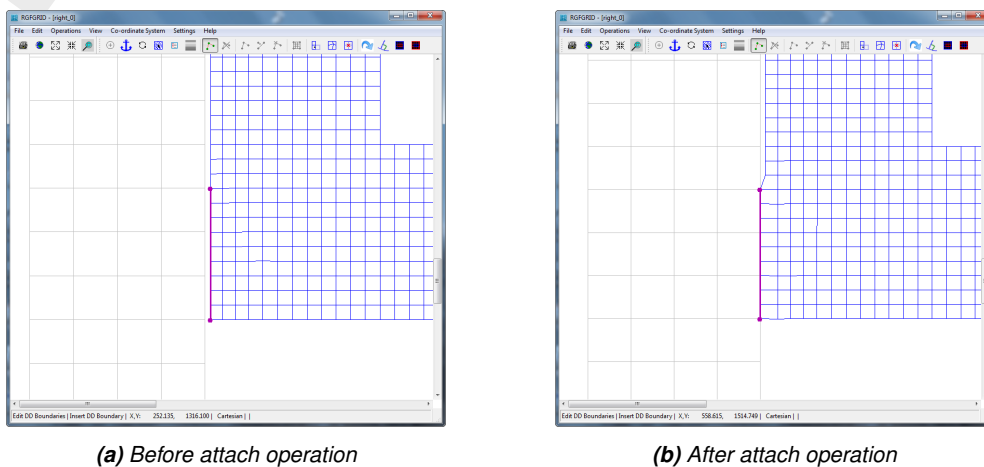 RGFGRID - [right_0]
File Edit Operations View Co-ordinate System Settings Help
Edit DD Boundaries | Insert DD Boundary | X,Y: 252.135, 1316.100 | Cartesian | |
(a) Before attach operation
RGFGRID - [right_0]
File Edit Operations View Co-ordinate System Settings Help
Edit DD Boundaries | Insert DD Boundary | X,Y: 558.615, 1514.749 | Cartesian | |
(b) After attach operation